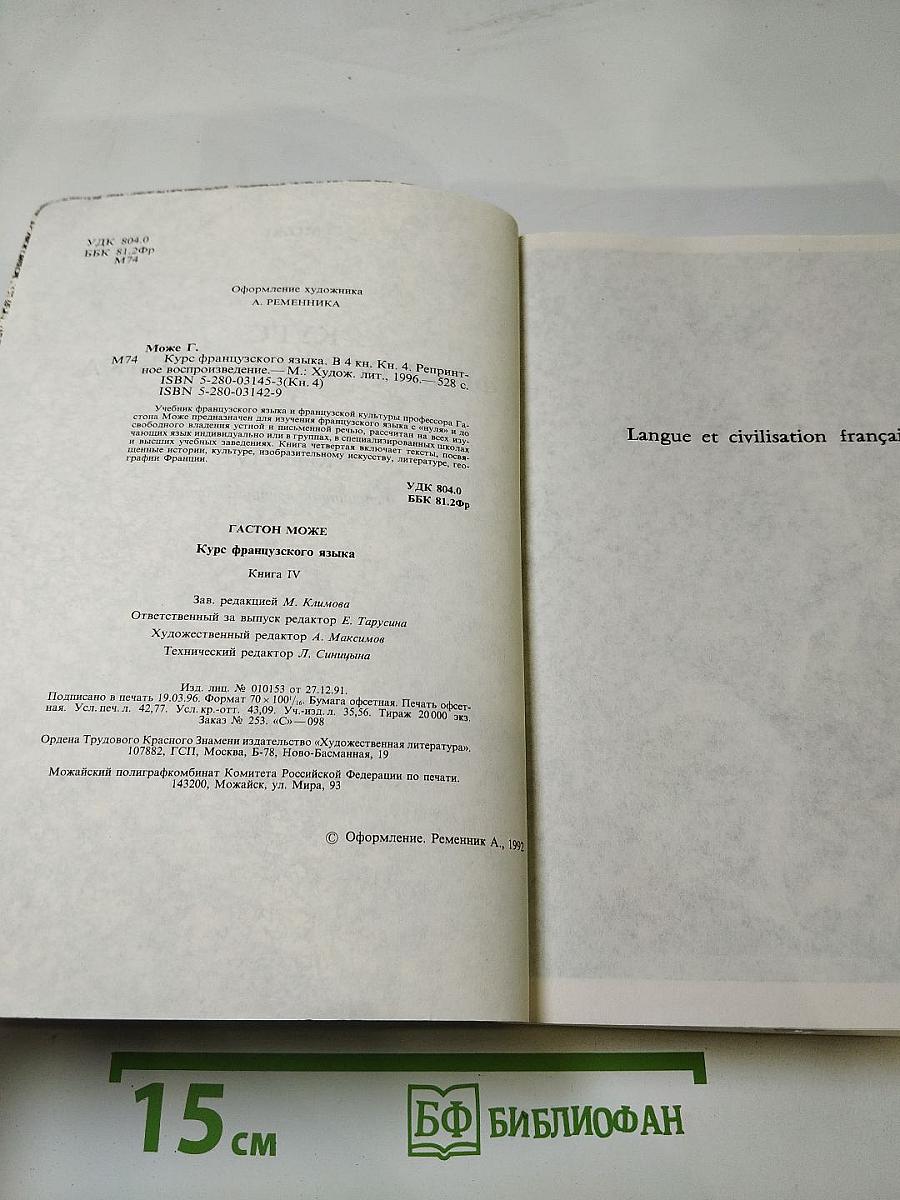 УДК 804.0
ББК 81.2Фр
М74
Оформление художника
А. РЕМЕННИКА
Може Г.
М74 Курс французского языка. В 4 кн. Кн. 4. Репринт-
ное воспроизведение.— М.: Худож. лит., 1996.— 528 с.
ISBN 5-280-03145-3(Кн. 4)
ISBN 5-280-03142-9
Учебник французского языка и французской культуры профессора Га-
стона Може предназначен для изучения французского языка с «нуля» и до
свободного владения устной и письменной речью, рассчитан на всех изу-
чающих язык индивидуально или в группах, в специализированных школах
и высших учебных заведениях. Книга четвертая включает тексты, посвя-
щенные истории, культуре, изобразительному искусству, литературе, гео-
графии Франции.
УДК 804.0
ББК 81.2Фр
ГАСТОН МОЖЕ
Курс французского языка
Книга IV
Зав. редакцией М. Климова
Ответственный за выпуск редактор Е. Тарусина
Художественный редактор А. Максимов
Технический редактор Л. Синицына
Изд. лиц. № 010153 от 27.12.91.
Подписано в печать 19.03.96. Формат 70×100¹/₁₆. Бумага офсетная. Печать офсет-
ная. Усл. печ. л. 42,77. Усл. кр.-отт. 43,09. Уч.-изд. л. 35,56. Тираж 20 000 экз.
Заказ № 253. «С»—098
Ордена Трудового Красного Знамени издательство «Художественная литература».
107882, ГСП, Москва, Б-78, Ново-Басманная, 19
Можайский полиграфкомбинат Комитета Российской Федерации по печати.
143200, Можайск, ул. Мира, 93
© Оформление. Ременник А., 1992
Langue et civilisation françai
15 см
БФ БИБЛИОФАН